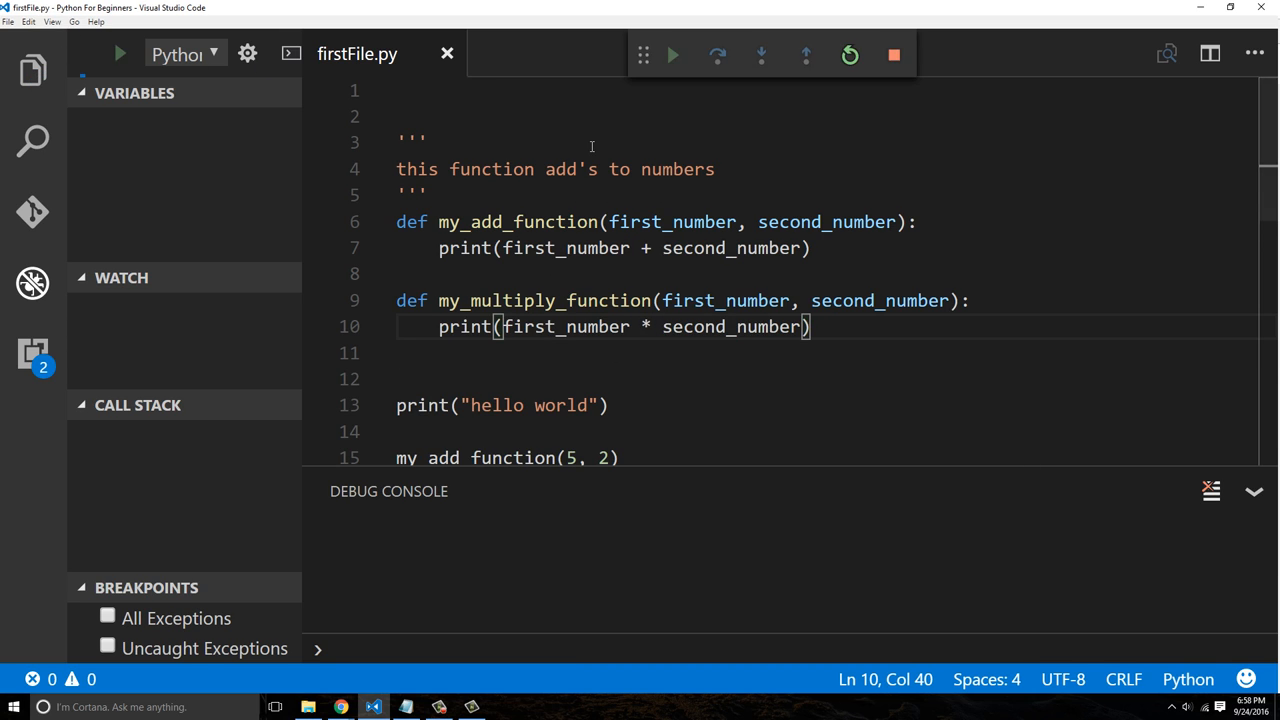 firstFile.py - Python For Beginners - Visual Studio Code
File Edit View Go Help
Pythoı
firstFile.py
VARIABLES
WATCH
CALL STACK
BREAKPOINTS
All Exceptions
Uncaught Exceptions
2
1
2
3 '''
4 this function add's to numbers
5 '''
6 def my_add_function(first_number, second_number):
7 print(first_number + second_number)
8
9 def my_multiply_function(first_number, second_number):
10 print(first_number * second_number)
11
12
13 print("hello world")
14
15 my_add_function(5, 2)
DEBUG CONSOLE
0 0 Ln 10, Col 40 Spaces: 4 UTF-8 CRLF Python
I'm Cortana. Ask me anything.
6:58 PM
9/24/2016